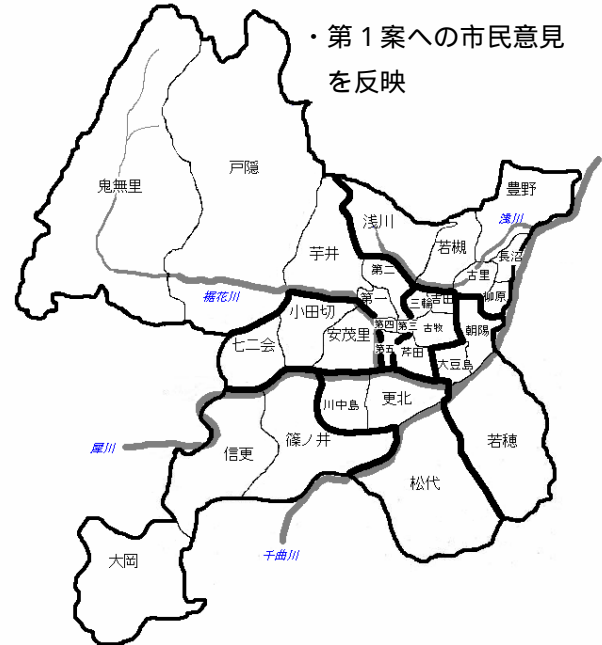 ・第１案への市民意見
を反映
戸隠
鬼無里
豊野
浅川
浅川
若槻
長沼
芋井
第二
古里
裾花川
第一
三輪
吉田
柳原
小田切
第四
第三
古牧
朝陽
七二会
安茂里
第五
芹田
大豆島
川中島
更北
犀川
信更
篠ノ井
若穂
松代
千曲川
大岡